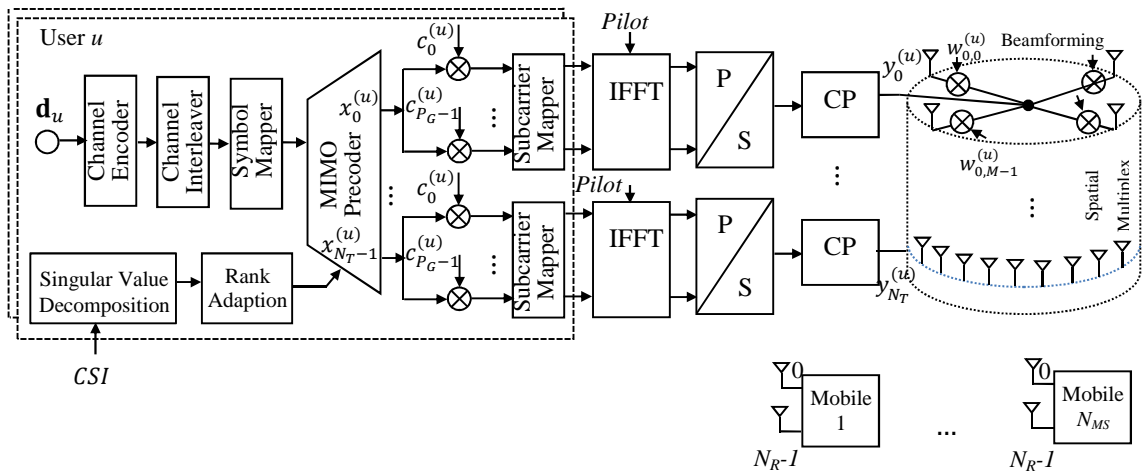 User u
d_u
Channel Encoder
Channel Interleaver
Symbol Mapper
MIMO Precoder
x_0^{(u)}
...
x_{N_T-1}^{(u)}
c_0^{(u)}
c_{P_G-1}^{(u)}
...
c_0^{(u)}
c_{P_G-1}^{(u)}
...
Subcarrier Mapper
Subcarrier Mapper
Singular Value
Decomposition
Rank
Adaption
CSI
Pilot
IFFT
P
S
CP
...
Pilot
IFFT
P
S
CP
y_0^{(u)}
y_{N_T}^{(u)}
w_{0,0}^{(u)}
Beamforming
w_{0,M-1}^{(u)}
...
Spatial
Multiplex
0
Mobile
1
N_R-1
...
0
Mobile
N_{MS}
N_R-1